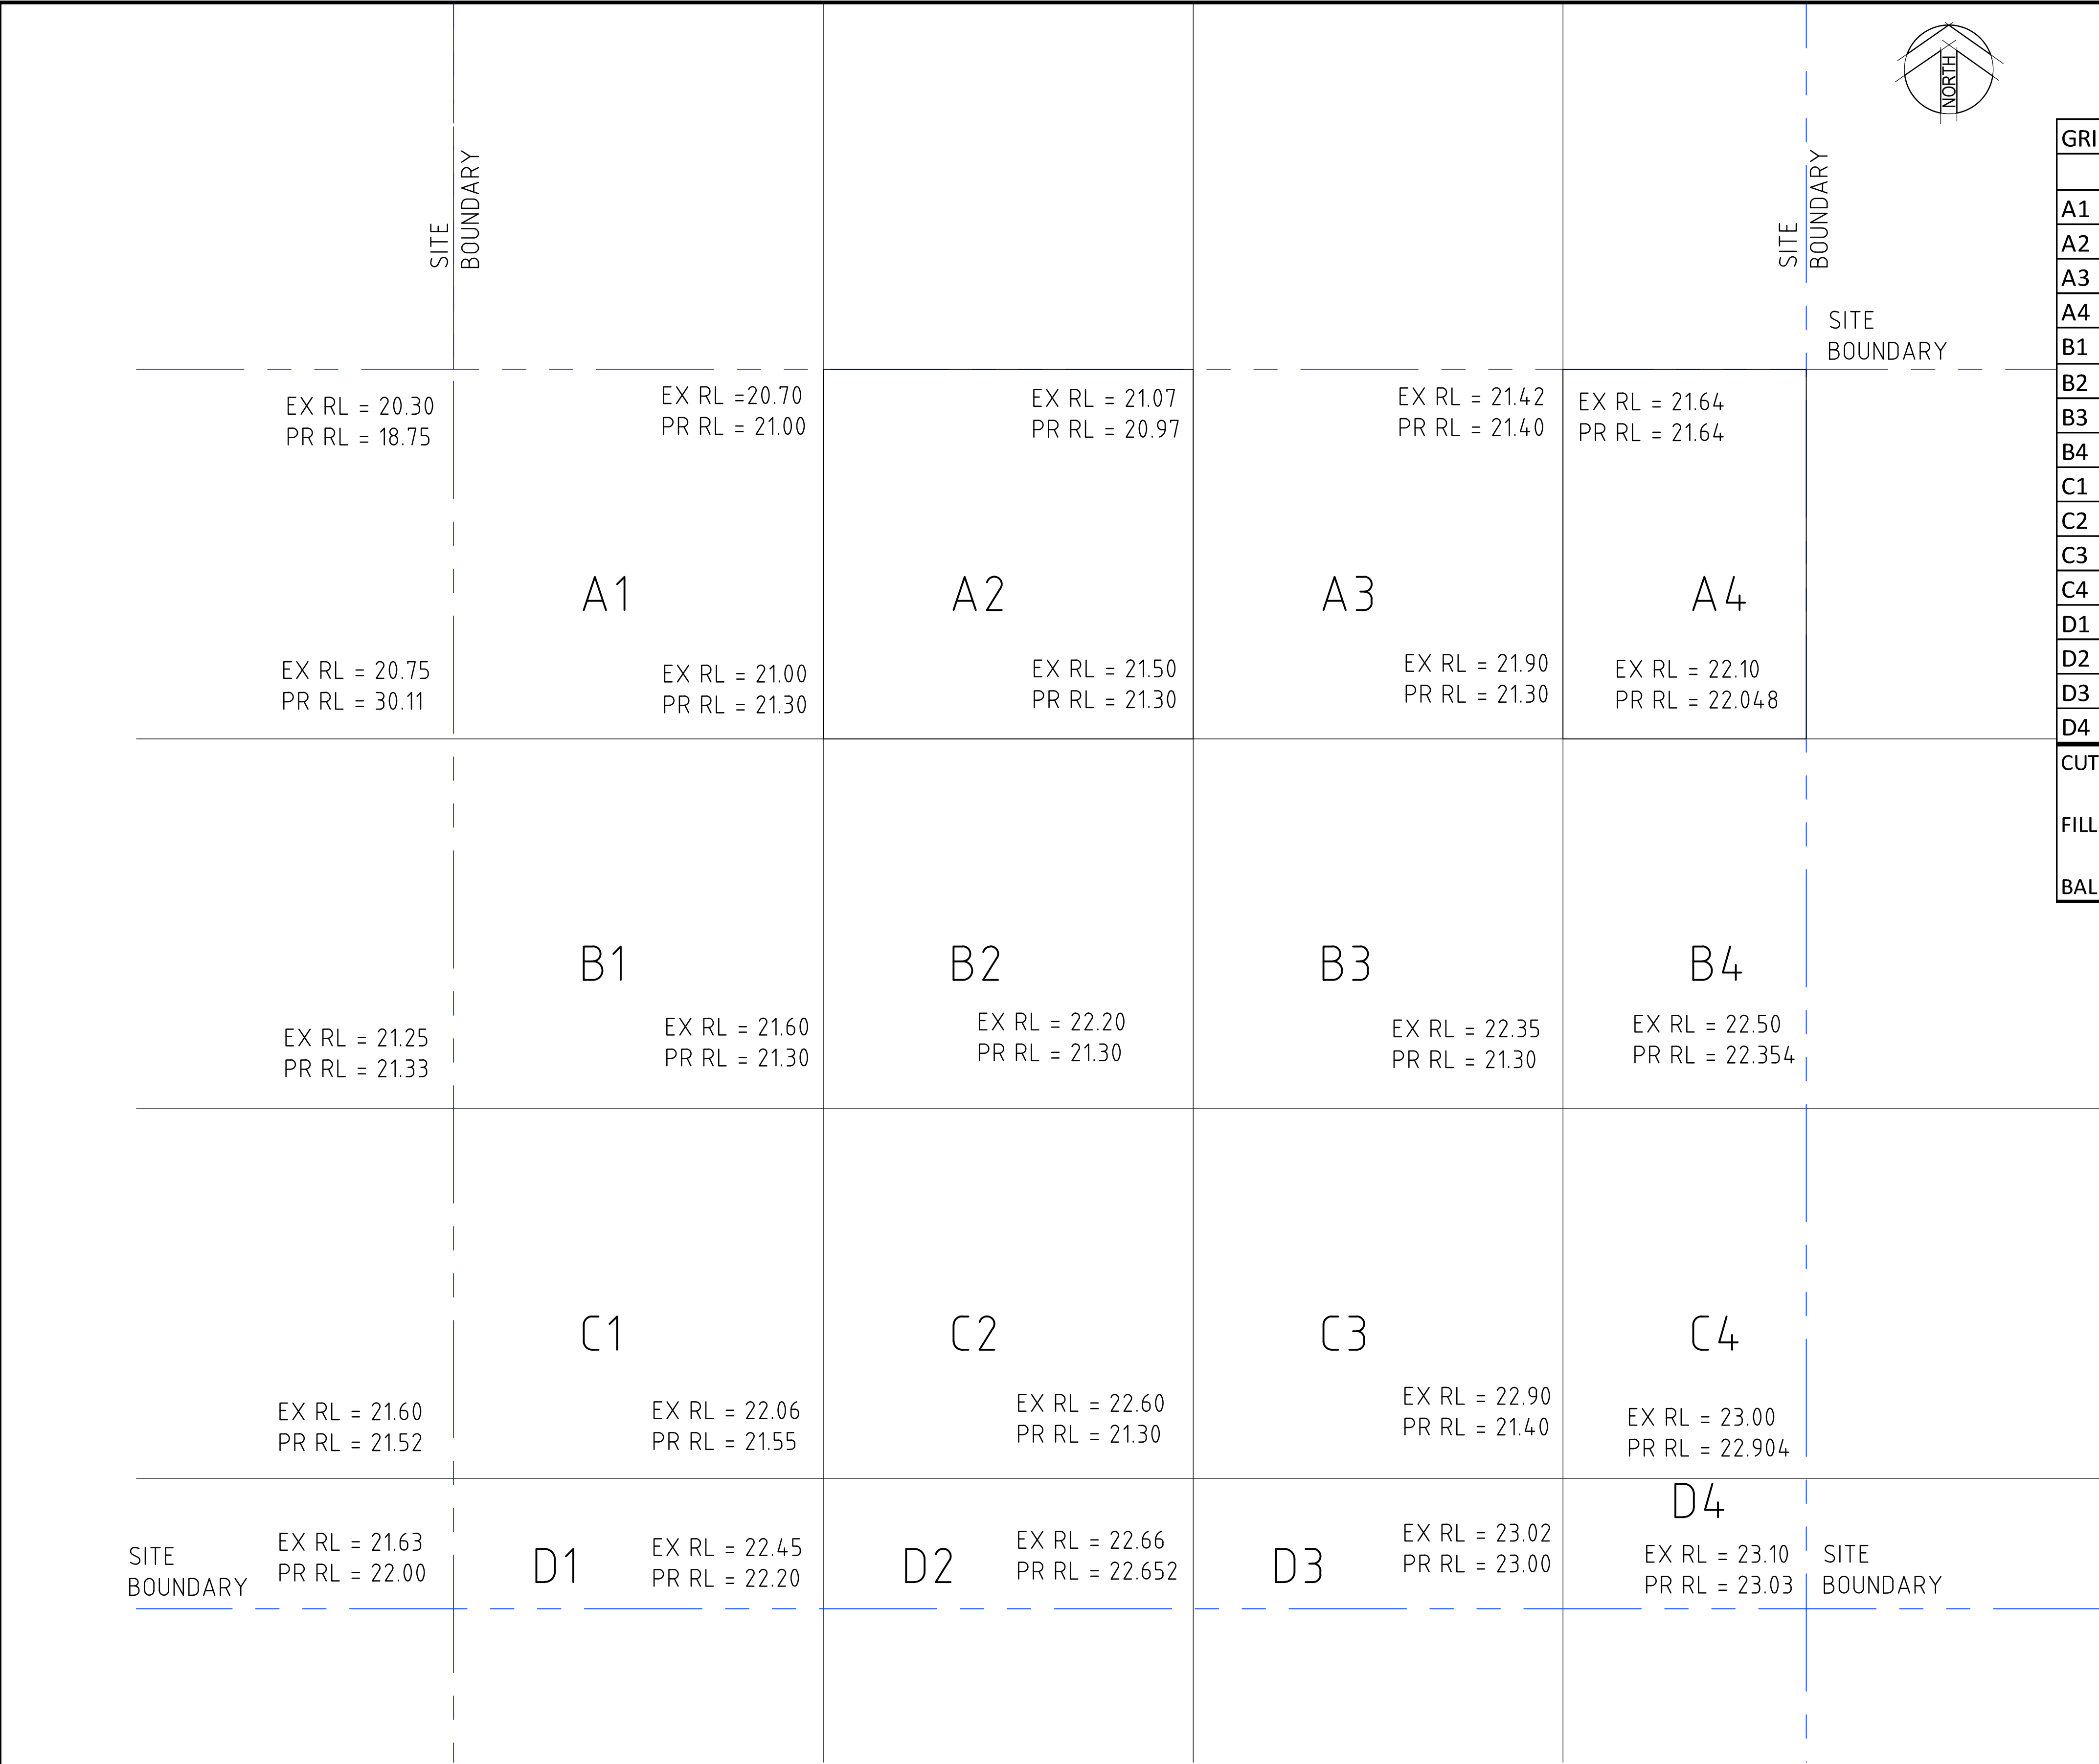 NORTH
SITE
BOUNDARY
SITE
BOUNDARY
SITE
BOUNDARY
EX RL = 20.30
PR RL = 18.75
EX RL =20.70
PR RL = 21.00
EX RL = 21.07
PR RL = 20.97
EX RL = 21.42
PR RL = 21.40
EX RL = 21.64
PR RL = 21.64
A1
A2
A3
A4
EX RL = 20.75
PR RL = 30.11
EX RL = 21.00
PR RL = 21.30
EX RL = 21.50
PR RL = 21.30
EX RL = 21.90
PR RL = 21.30
EX RL = 22.10
PR RL = 22.048
B1
B2
B3
B4
EX RL = 21.25
PR RL = 21.33
EX RL = 21.60
PR RL = 21.30
EX RL = 22.20
PR RL = 21.30
EX RL = 22.35
PR RL = 21.30
EX RL = 22.50
PR RL = 22.354
C1
C2
C3
C4
EX RL = 21.60
PR RL = 21.52
EX RL = 22.06
PR RL = 21.55
EX RL = 22.60
PR RL = 21.30
EX RL = 22.90
PR RL = 21.40
EX RL = 23.00
PR RL = 22.904
SITE
BOUNDARY
EX RL = 21.63
PR RL = 22.00
D1
EX RL = 22.45
PR RL = 22.20
D2
EX RL = 22.66
PR RL = 22.652
D3
EX RL = 23.02
PR RL = 23.00
D4
EX RL = 23.10
PR RL = 23.03
SITE
BOUNDARY
GRI
A1
A2
A3
A4
B1
B2
B3
B4
C1
C2
C3
C4
D1
D2
D3
D4
CUT
FILL
BAL